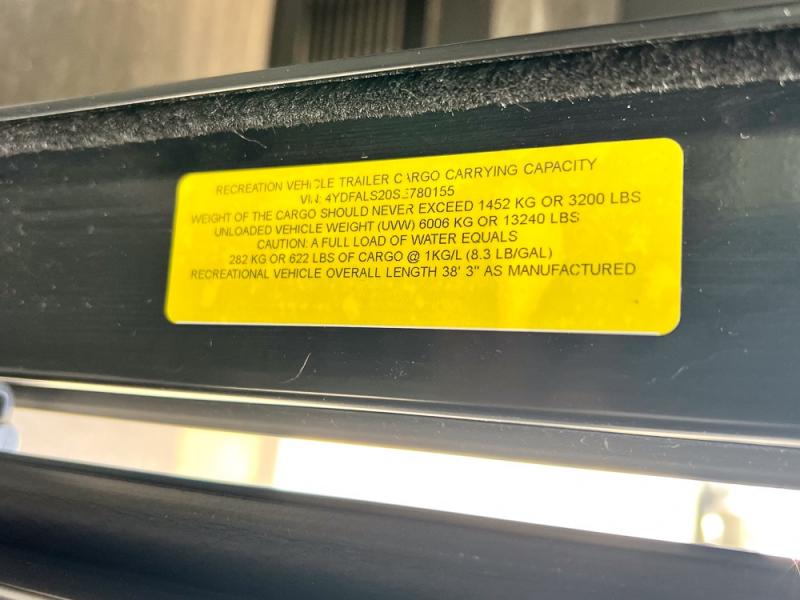 RECREATION VEHICLE TRAILER CARGO CARRYING CAPACITY
VIN:
WEIGHT OF THE CARGO SHOULD NEVER EXCEED 1452 KG OR 3200 LBS
UNLOADED VEHICLE WEIGHT (UVW) 6006 KG OR 13240 LBS
CAUTION: A FULL LOAD OF WATER EQUALS
282 KG OR 622 LBS OF CARGO @ 1KG/L (8.3 LB/GAL)
RECREATIONAL VEHICLE OVERALL LENGTH 38' 3" AS MANUFACTURED